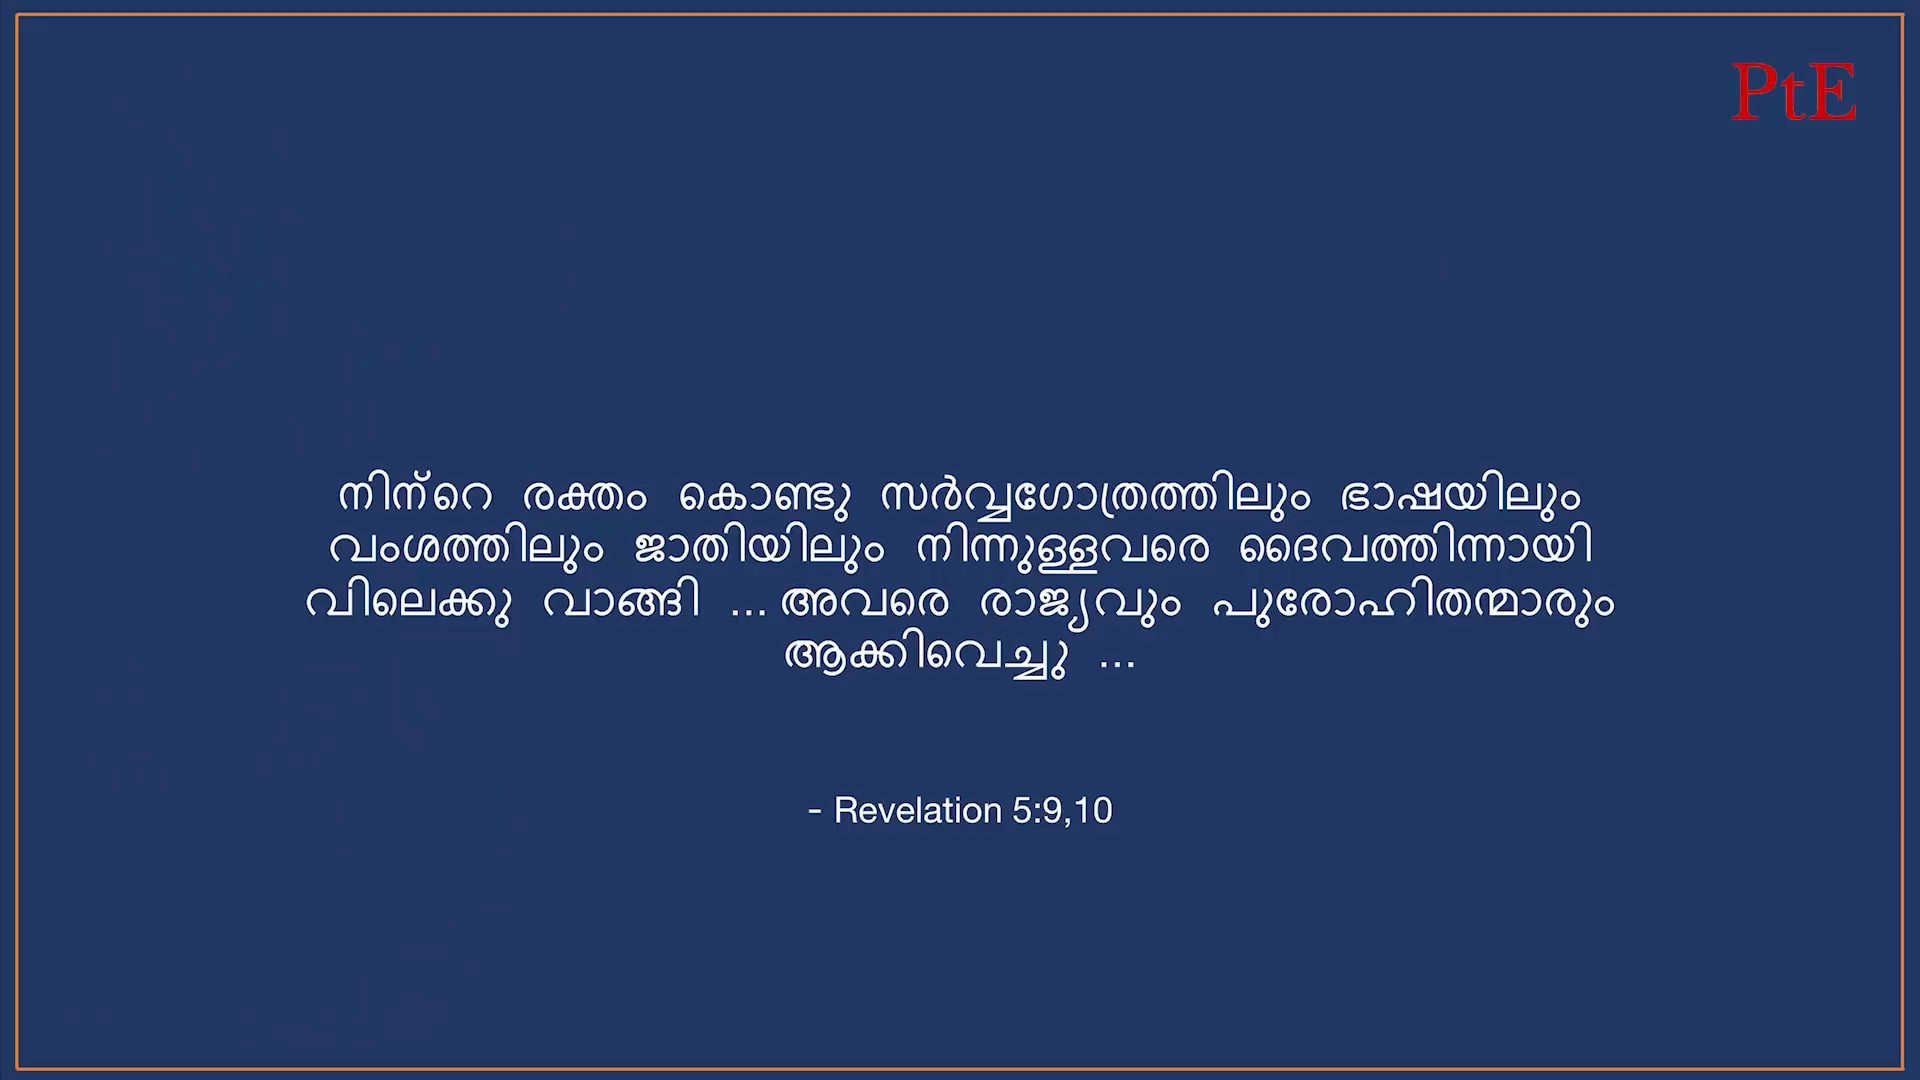 PtE
നിന്റെ രക്തം കൊണ്ടു സർവ്വഗോത്രത്തിലും ഭാഷയിലും
വംശത്തിലും ജാതിയിലും നിന്നുള്ളവരെ ദൈവത്തിന്നായി
വിലെക്കു വാങ്ങി ... അവരെ രാജ്യവും പുരോഹിതന്മാരും
ആക്കിവെച്ചു ...
- Revelation 5:9,10